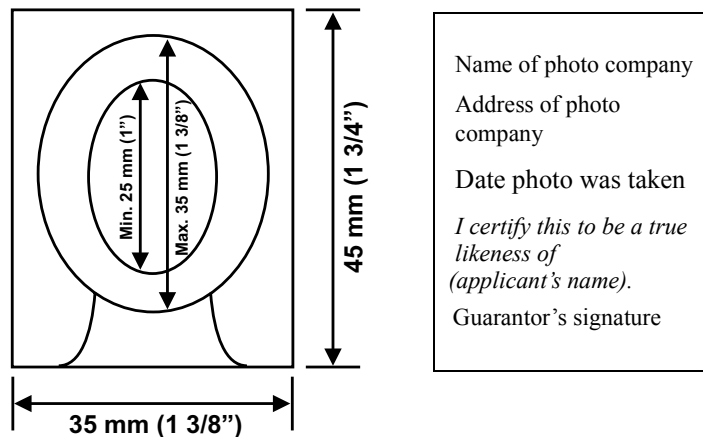 Min. 25 mm (1”)
Max. 35 mm (1 3/8”)
45 mm (1 3/4”)
35 mm (1 3/8”)
Name of photo company
Address of photo
company
Date photo was taken
I certify this to be a true
likeness of
(applicant’s name).
Guarantor’s signature